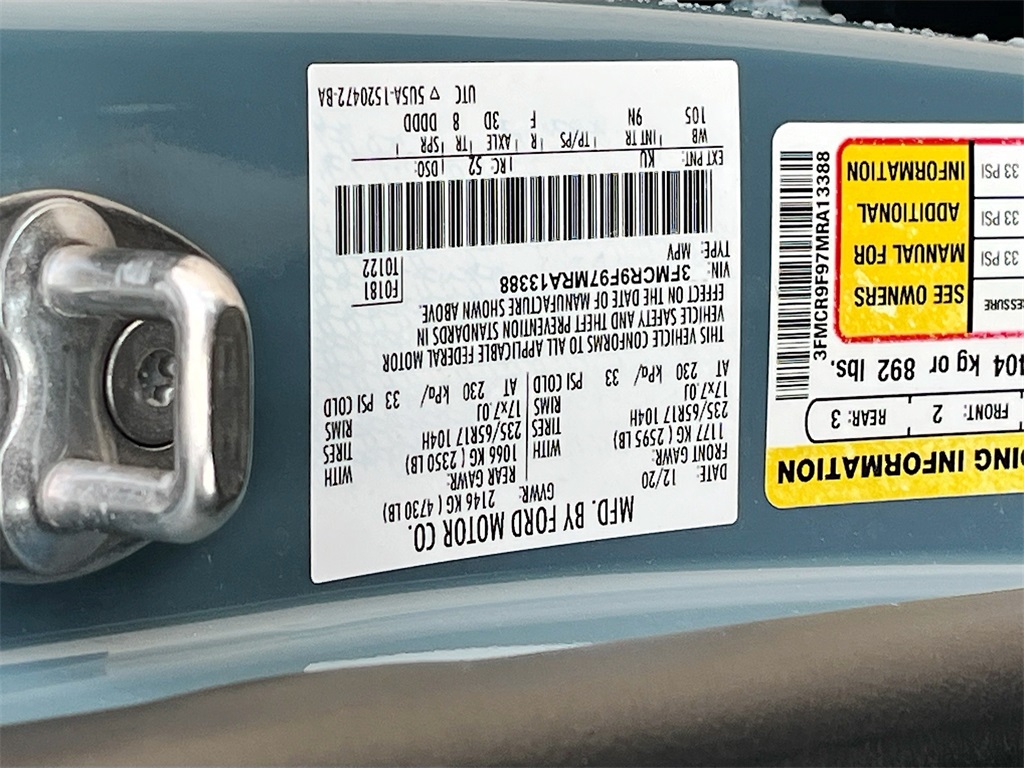 MFD. BY FORD MOTOR CO.
DATE: 12/20 GVWR: 2146 KG ( 4730 LB)
FRONT GAWR: REAR GAWR:
1177 KG ( 2595 LB) 1066 KG ( 2350 LB)
235/65R17 104H TIRES WITH 235/65R17 104H TIRES WITH
17x7.0J RIMS 17x7.0J RIMS
AT 230 kPa/ 33 PSI COLD AT 230 kPa/ 33 PSI COLD
THIS VEHICLE CONFORMS TO ALL APPLICABLE FEDERAL MOTOR
VEHICLE SAFETY AND THEFT PREVENTION STANDARDS IN
EFFECT ON THE DATE OF MANUFACTURE SHOWN ABOVE.
VIN: 3FMCR9F97MRA13388
TYPE: MPV
F0181
T0122
EXT PNT: KU RC: 52 DSO:
WB INT TR TP/PS R AXLE TR SPR
105 9N F 3D 8 DDDD
UTC ▽ 5U5A-1520472-BA
DING INFORMATION
FRONT: 2 REAR: 3
404 kg or 892 lbs.
ESSURE
33 PSI
33 PSI
33 PSI
SEE OWNERS
MANUAL FOR
ADDITIONAL
INFORMATION
3FMCR9F97MRA13388